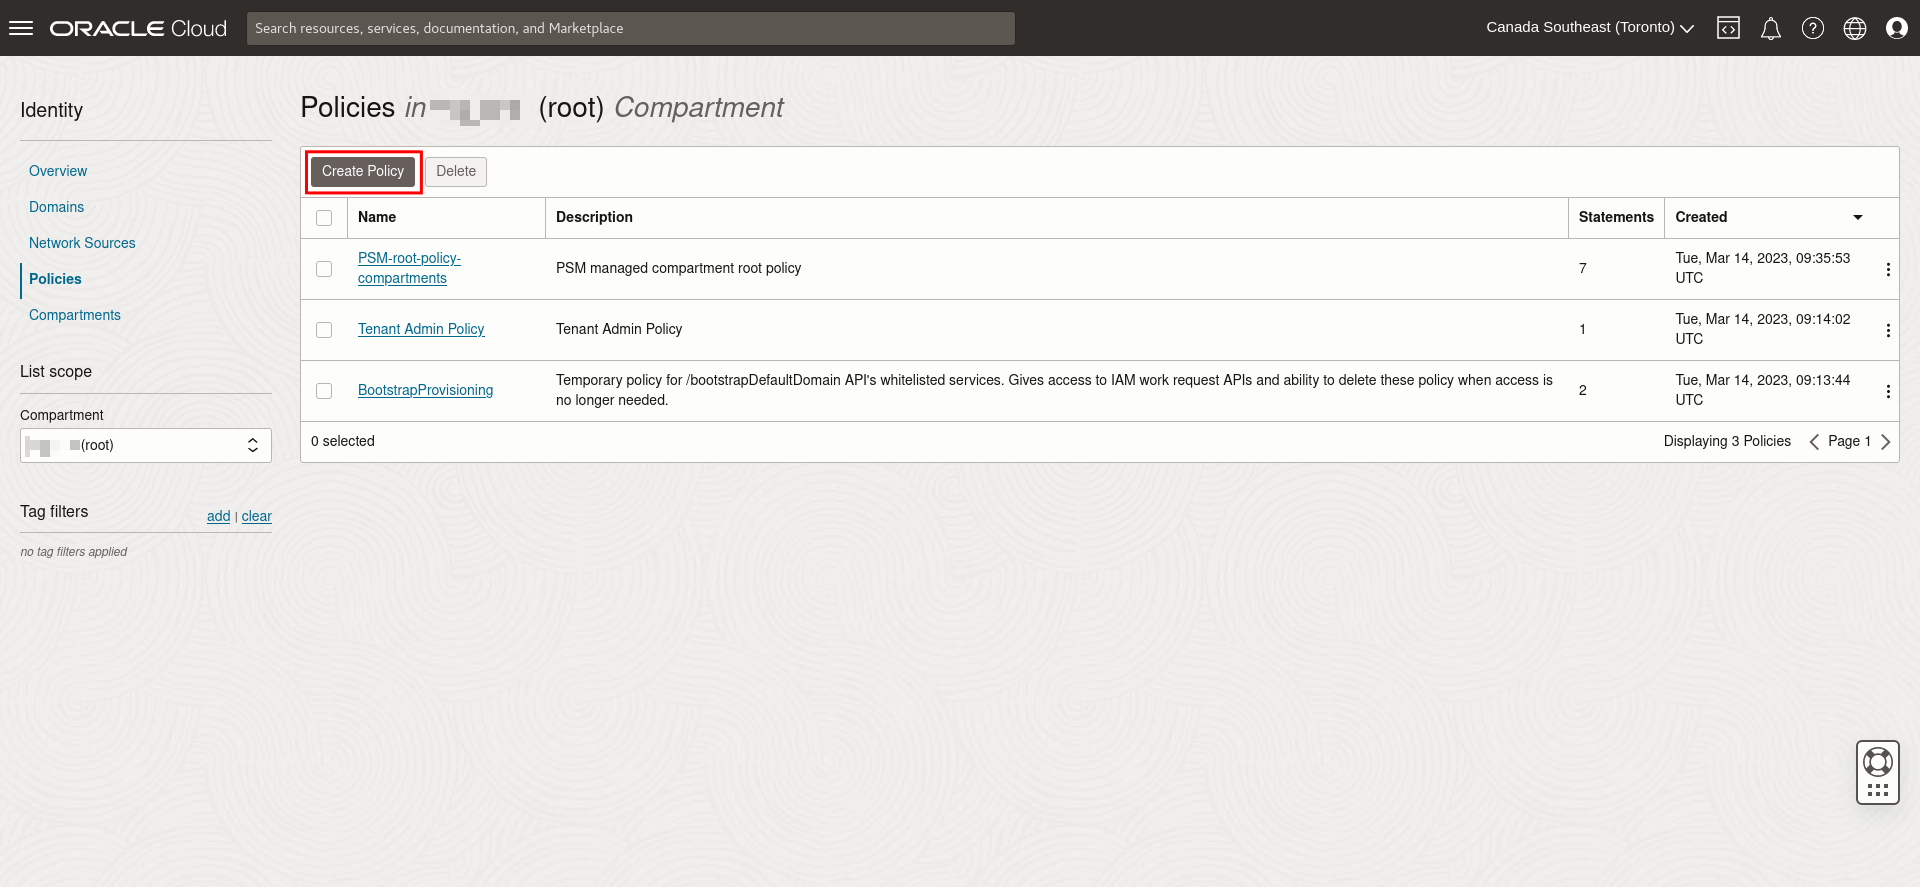 ORACLE Cloud
Search resources, services, documentation, and Marketplace
Canada Southeast (Toronto)
Identity
Overview
Domains
Network Sources
Policies
Compartments
List scope
Compartment
(root)
Tag filters
add | clear
no tag filters applied
Policies in (root) Compartment
Create Policy Delete
Name Description Statements Created
PSM-root-policy-
compartments
PSM managed compartment root policy
7
Tue, Mar 14, 2023, 09:35:53
UTC
Tenant Admin Policy
Tenant Admin Policy
1
Tue, Mar 14, 2023, 09:14:02
UTC
BootstrapProvisioning
Temporary policy for /bootstrapDefaultDomain API's whitelisted services. Gives access to IAM work request APIs and ability to delete these policy when access is
no longer needed.
2
Tue, Mar 14, 2023, 09:13:44
UTC
0 selected
Displaying 3 Policies
Page 1